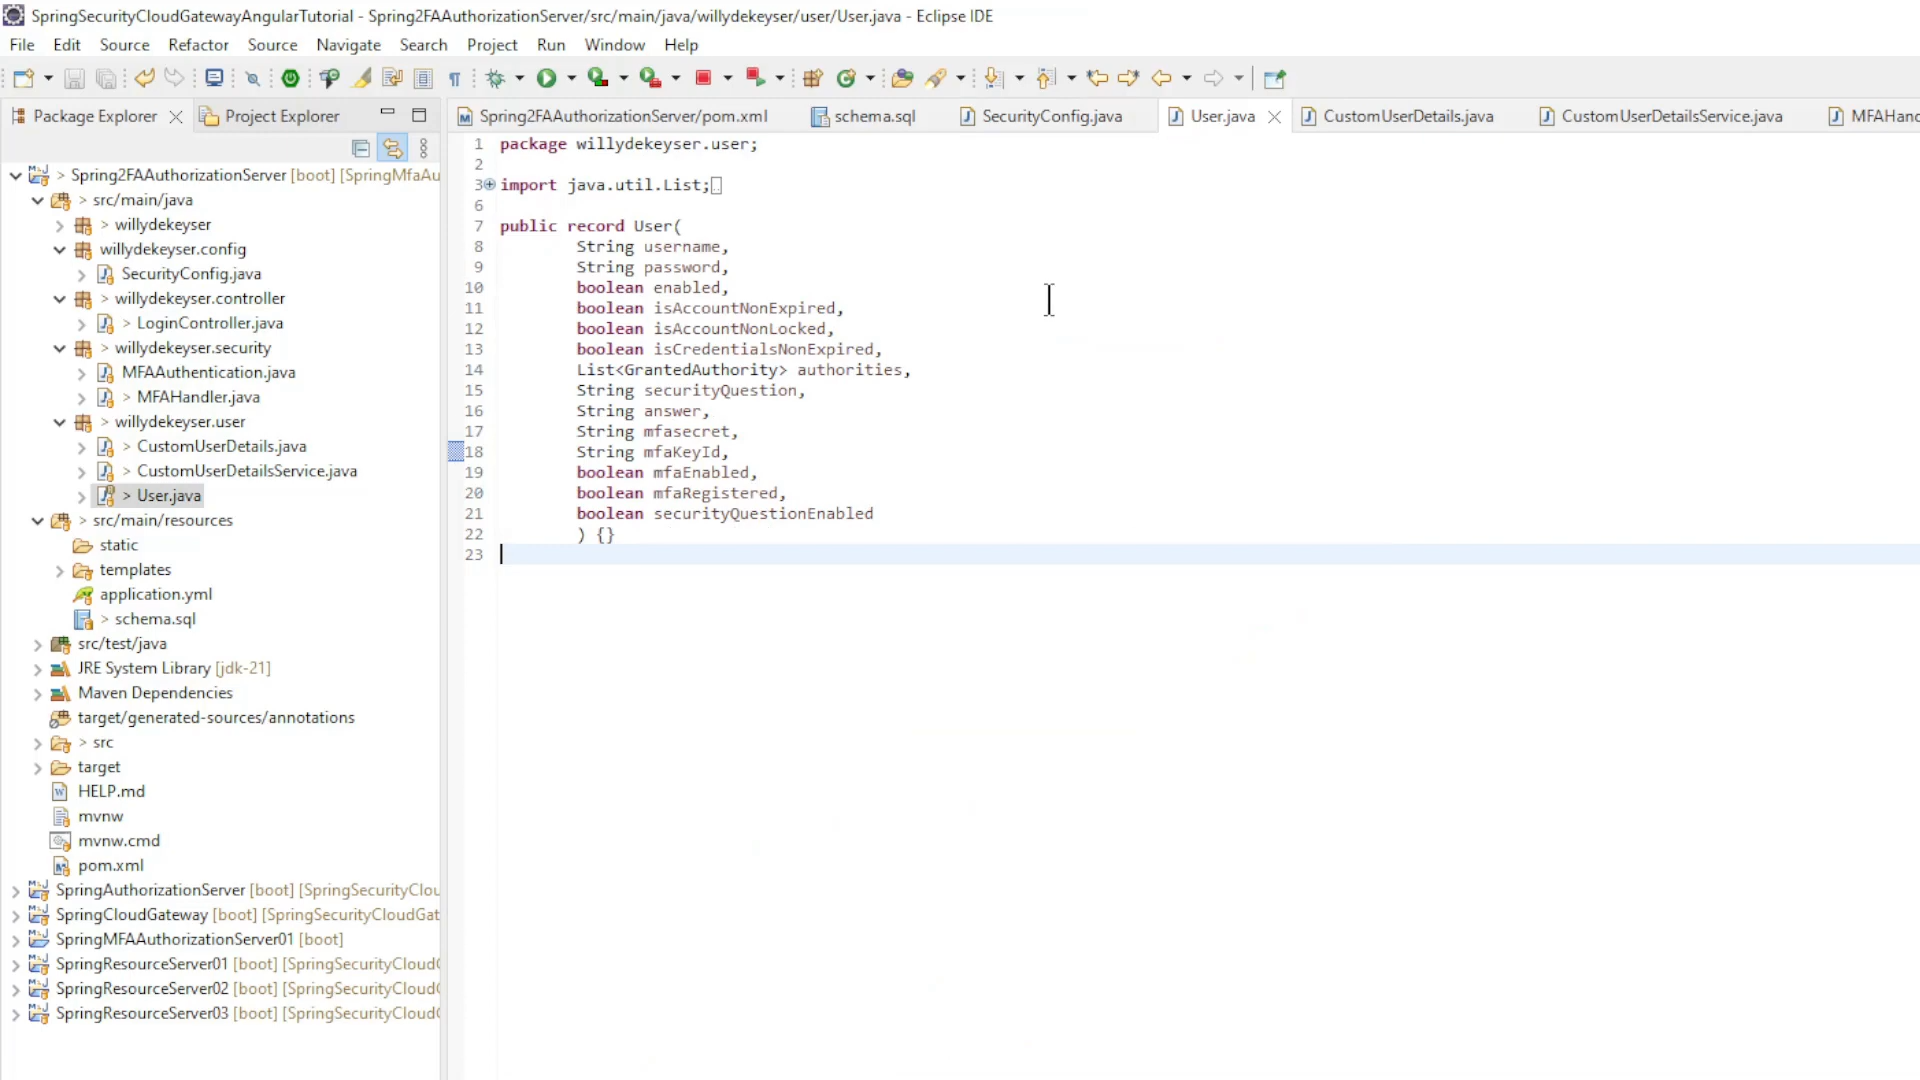 SpringSecurityCloudGatewayAngularTutorial - Spring2FAAuthorizationServer/src/main/java/willydekeyser/user/User.java - Eclipse IDE
File Edit Source Refactor Source Navigate Search Project Run Window Help
Package Explorer Project Explorer
Spring2FAAuthorizationServer/pom.xml schema.sql SecurityConfig.java User.java CustomUserDetails.java CustomUserDetailsService.java MFAHand
> Spring2FAAuthorizationServer [boot] [SpringMfaAu
> src/main/java
> willydekeyser
willydekeyser.config
SecurityConfig.java
> willydekeyser.controller
> LoginController.java
> willydekeyser.security
MFAAuthentication.java
> MFAHandler.java
> willydekeyser.user
> CustomUserDetails.java
> CustomUserDetailsService.java
> User.java
> src/main/resources
static
templates
application.yml
> schema.sql
src/test/java
JRE System Library [jdk-21]
Maven Dependencies
target/generated-sources/annotations
> src
target
HELP.md
mvnw
mvnw.cmd
pom.xml
SpringAuthorizationServer [boot] [SpringSecurityClou
SpringCloudGateway [boot] [SpringSecurityCloudGat
SpringMFAAuthorizationServer01 [boot]
SpringResourceServer01 [boot] [SpringSecurityCloud
SpringResourceServer02 [boot] [SpringSecurityCloud
SpringResourceServer03 [boot] [SpringSecurityCloud
1 package willydekeyser.user;
2
3 import java.util.List;
6
7 public record User(
8 String username,
9 String password,
10 boolean enabled,
11 boolean isAccountNonExpired,
12 boolean isAccountNonLocked,
13 boolean isCredentialsNonExpired,
14 List<GrantedAuthority> authorities,
15 String securityQuestion,
16 String answer,
17 String mfasecret,
18 String mfaKeyId,
19 boolean mfaEnabled,
20 boolean mfaRegistered,
21 boolean securityQuestionEnabled
22 ) {}
23